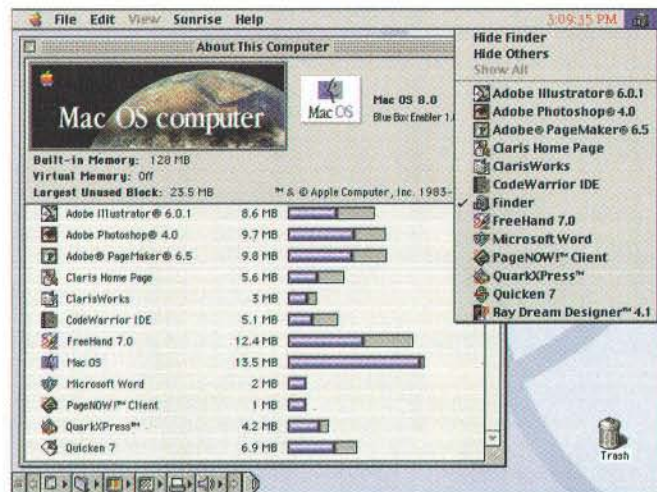 File Edit View Sunrise Help 3:09:35 PM
About This Computer
Mac OS computer
Mac OS
Mac OS 8.0
Blue Box Enabler
Built-in Memory: 128 MB
Virtual Memory: Off
Largest Unused Block: 23.5 MB
™ & © Apple Computer, Inc. 1983-
Adobe Illustrator® 6.0.1 8.6 MB
Adobe Photoshop® 4.0 9.7 MB
Adobe® PageMaker® 6.5 9.8 MB
Claris Home Page 5.6 MB
ClarisWorks 3 MB
CodeWarrior IDE 5.1 MB
FreeHand 7.0 12.4 MB
Mac OS 13.5 MB
Microsoft Word 2 MB
PageNOW!™ Client 1 MB
QuarkXPress™ 4.2 MB
Quicken 7 6.9 MB
Hide Finder
Hide Others
Show All
Adobe Illustrator® 6.0.1
Adobe Photoshop® 4.0
Adobe® PageMaker® 6.5
Claris Home Page
ClarisWorks
CodeWarrior IDE
✓ Finder
FreeHand 7.0
Microsoft Word
PageNOW!™ Client
QuarkXPress™
Quicken 7
Ray Dream Designer™ 4.1
Trash